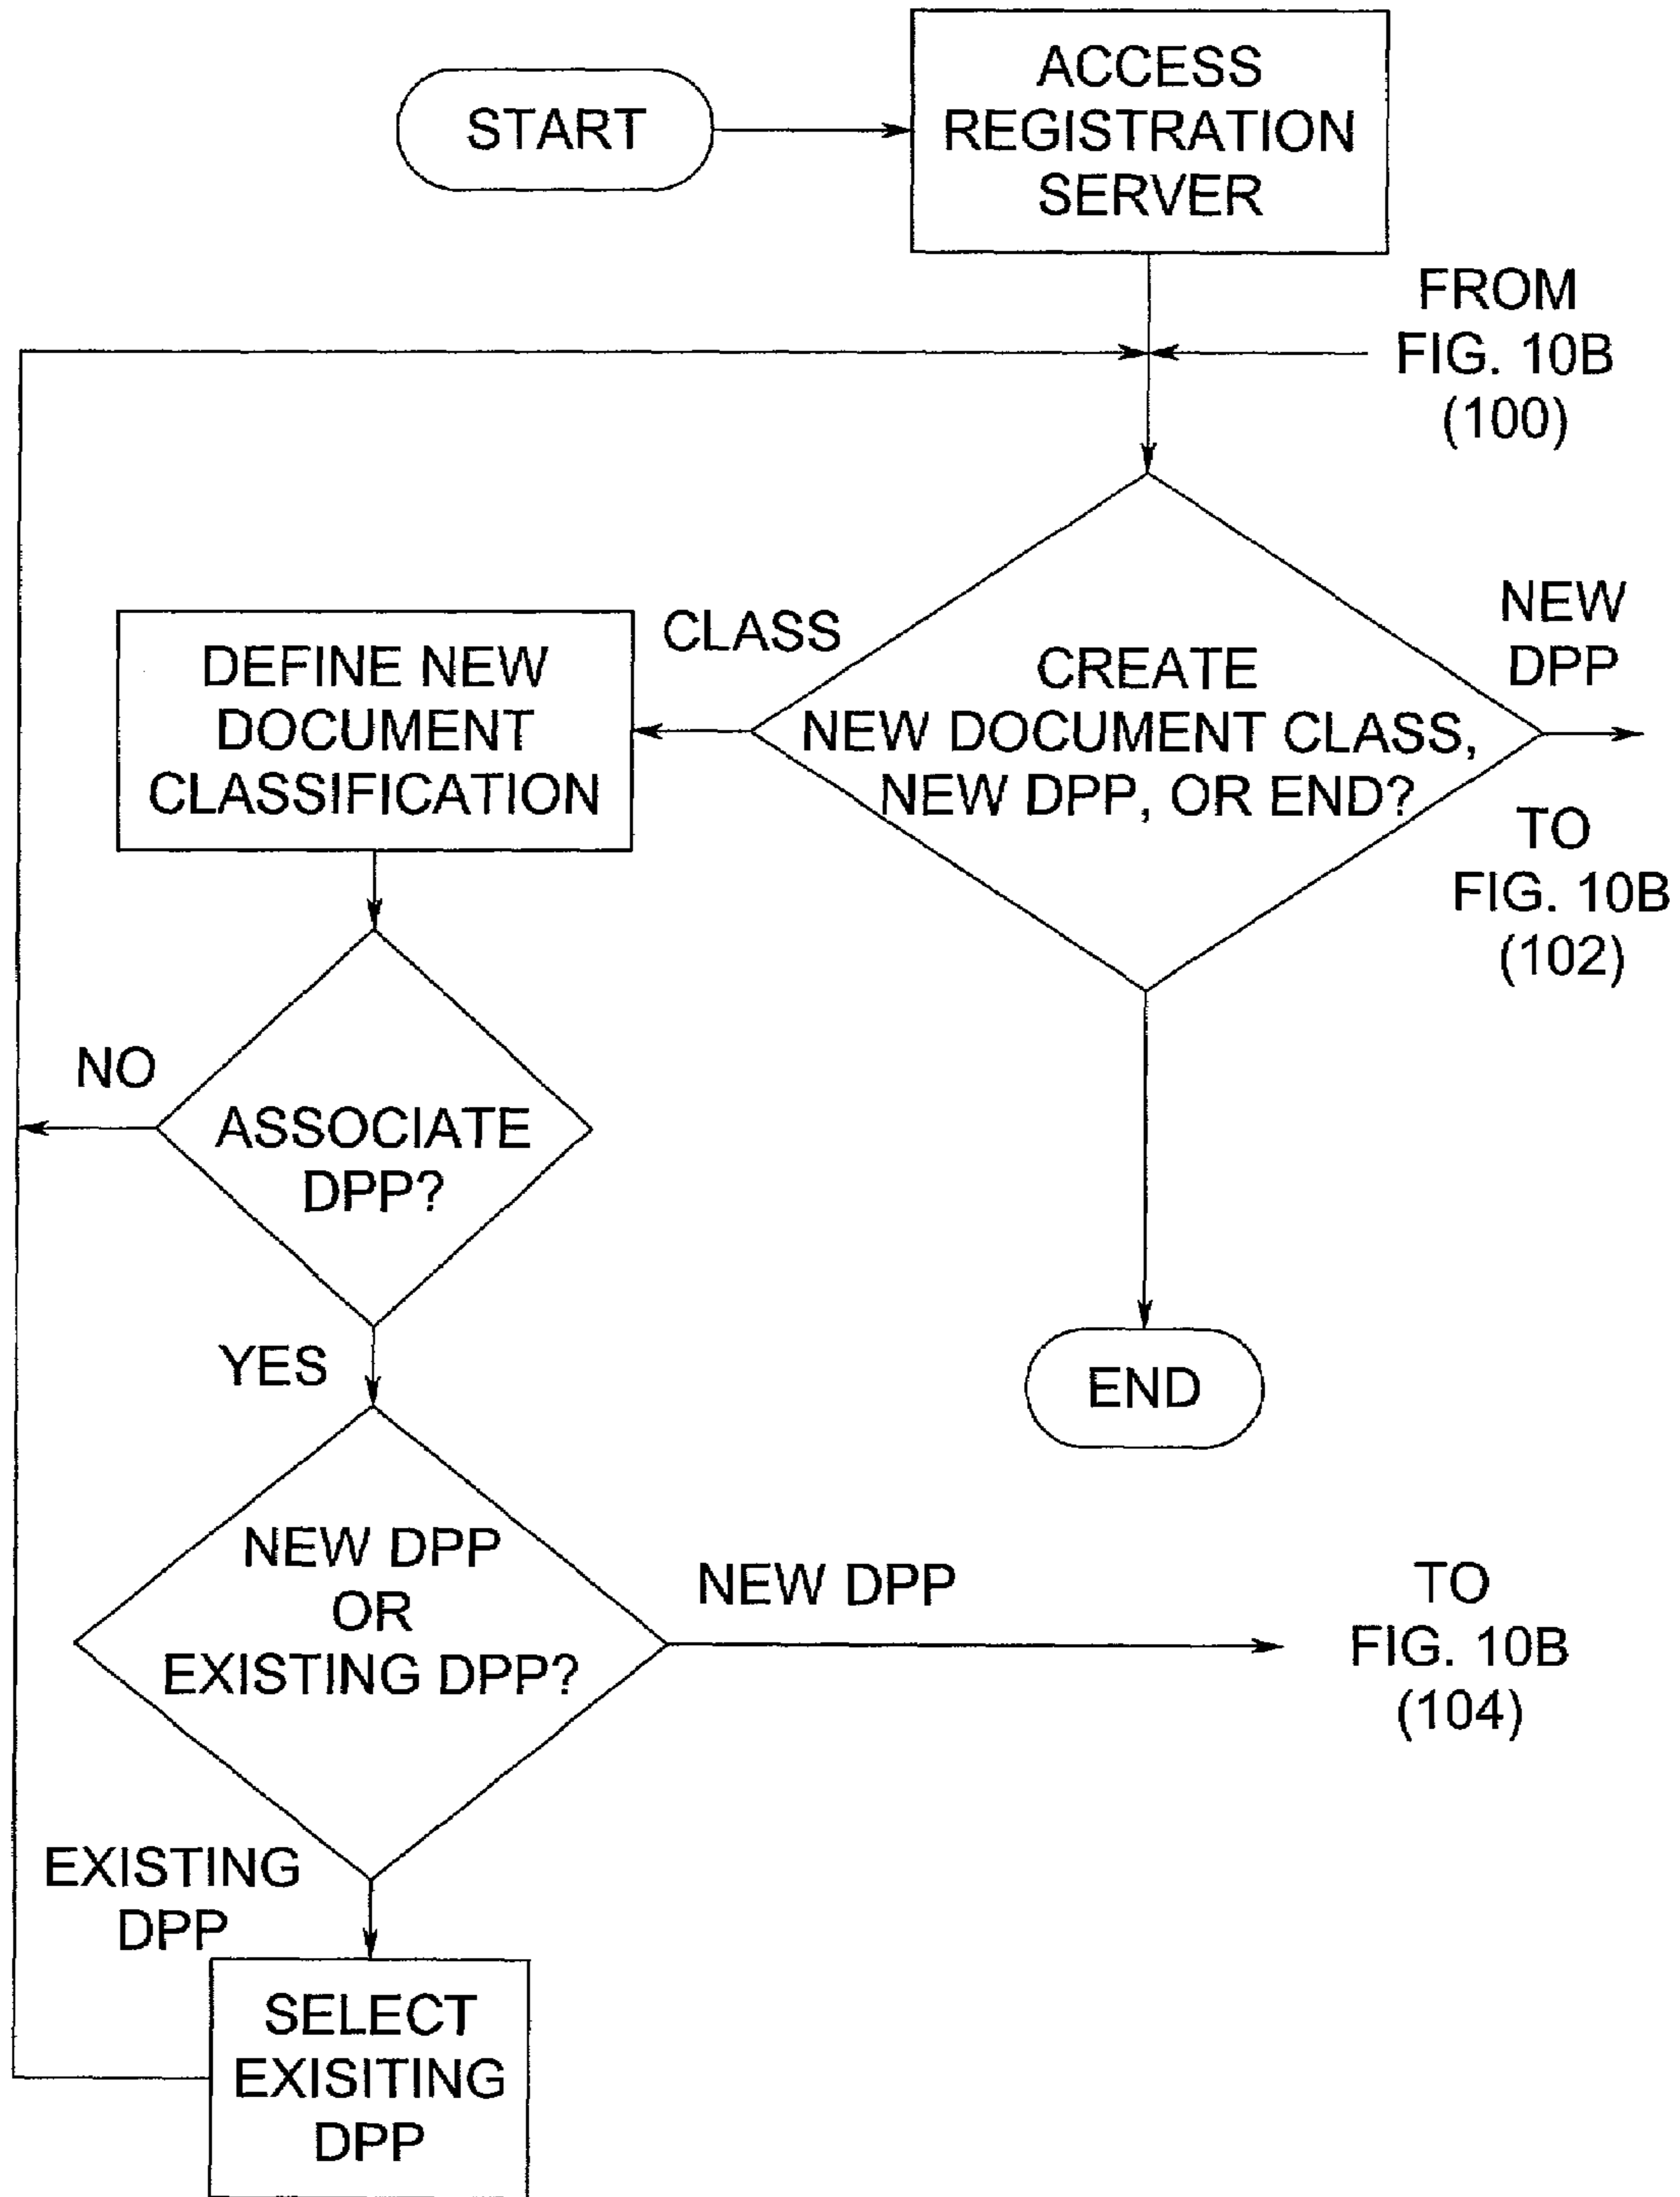 START
ACCESS
REGISTRATION
SERVER
FROM
FIG. 10B
(100)
CREATE
NEW DOCUMENT CLASS,
NEW DPP, OR END?
CLASS
NEW
DPP
TO
FIG. 10B
(102)
DEFINE NEW
DOCUMENT
CLASSIFICATION
NO
ASSOCIATE
DPP?
YES
END
NEW DPP
OR
EXISTING DPP?
NEW DPP
TO
FIG. 10B
(104)
EXISTING
DPP
SELECT
EXISITING
DPP